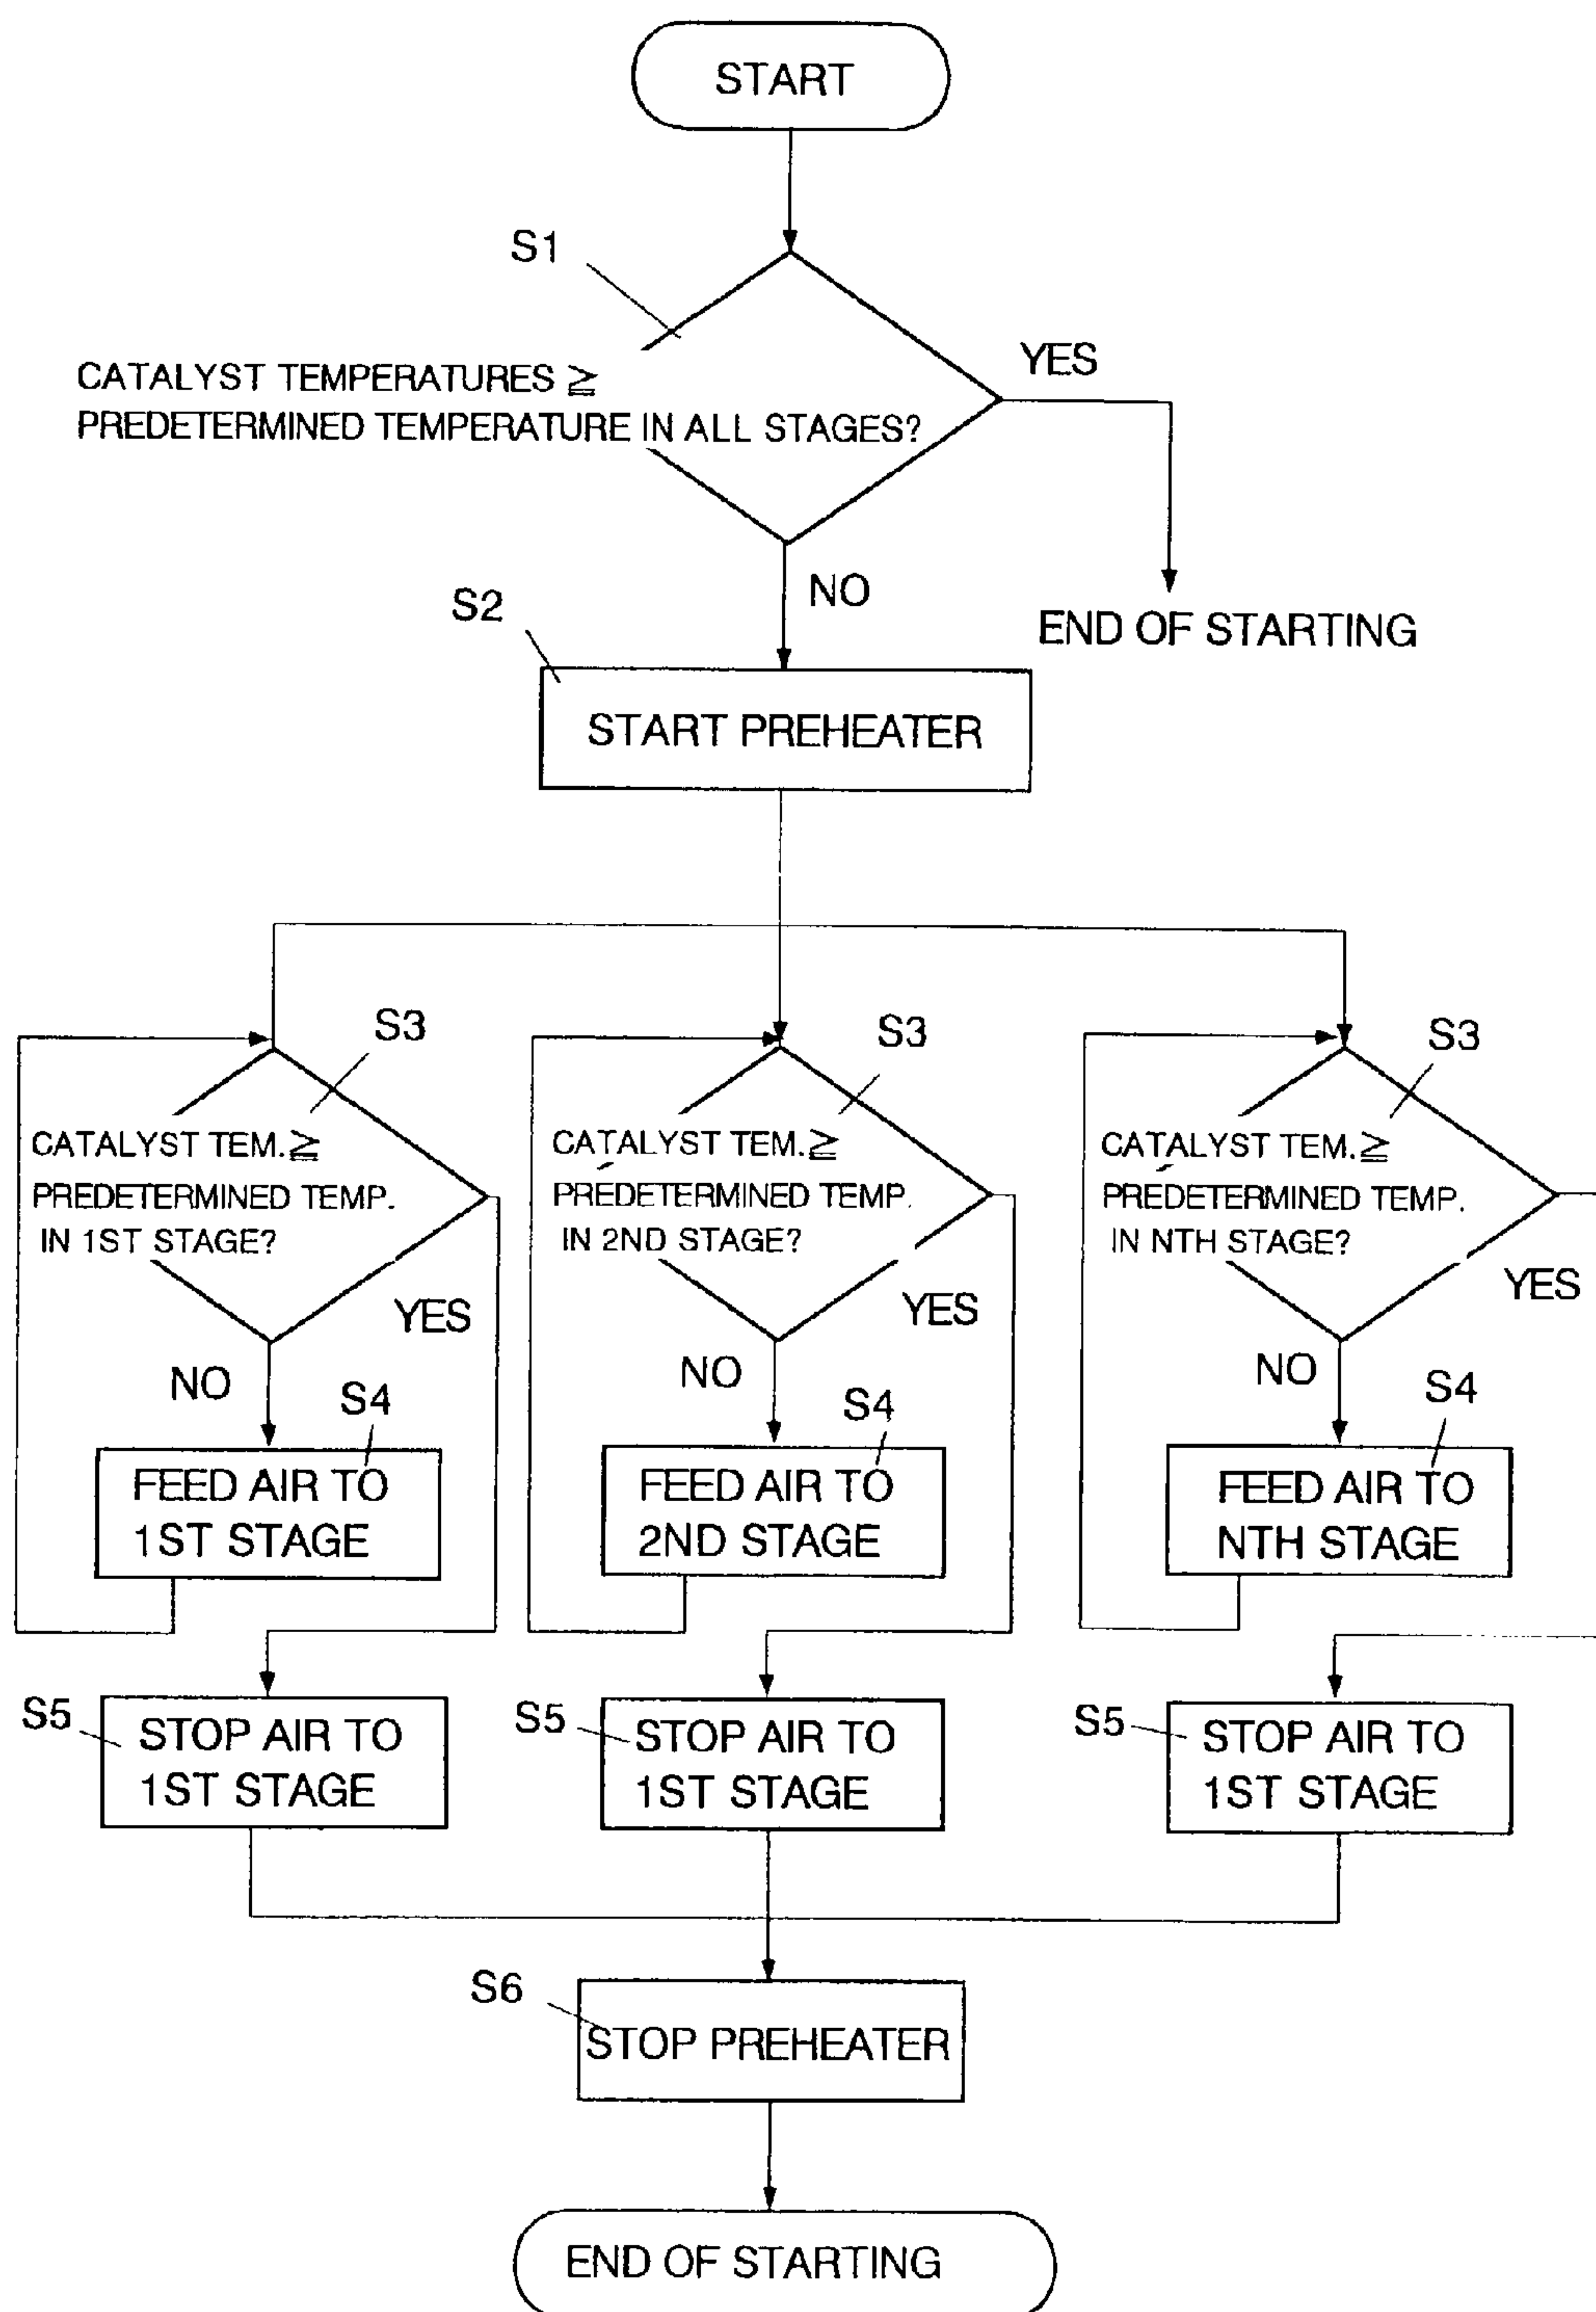 START
S1
CATALYST TEMPERATURES ≧
PREDETERMINED TEMPERATURE IN ALL STAGES?
YES
NO
END OF STARTING
S2
START PREHEATER
S3
CATALYST TEM.≧
PREDETERMINED TEMP.
IN 1ST STAGE?
YES
NO
S4
FEED AIR TO
1ST STAGE
S5
STOP AIR TO
1ST STAGE
S3
CATALYST TEM.≧
PREDETERMINED TEMP.
IN 2ND STAGE?
YES
NO
S4
FEED AIR TO
2ND STAGE
S5
STOP AIR TO
1ST STAGE
S3
CATALYST TEM.≧
PREDETERMINED TEMP.
IN NTH STAGE?
YES
NO
S4
FEED AIR TO
NTH STAGE
S5
STOP AIR TO
1ST STAGE
S6
STOP PREHEATER
END OF STARTING